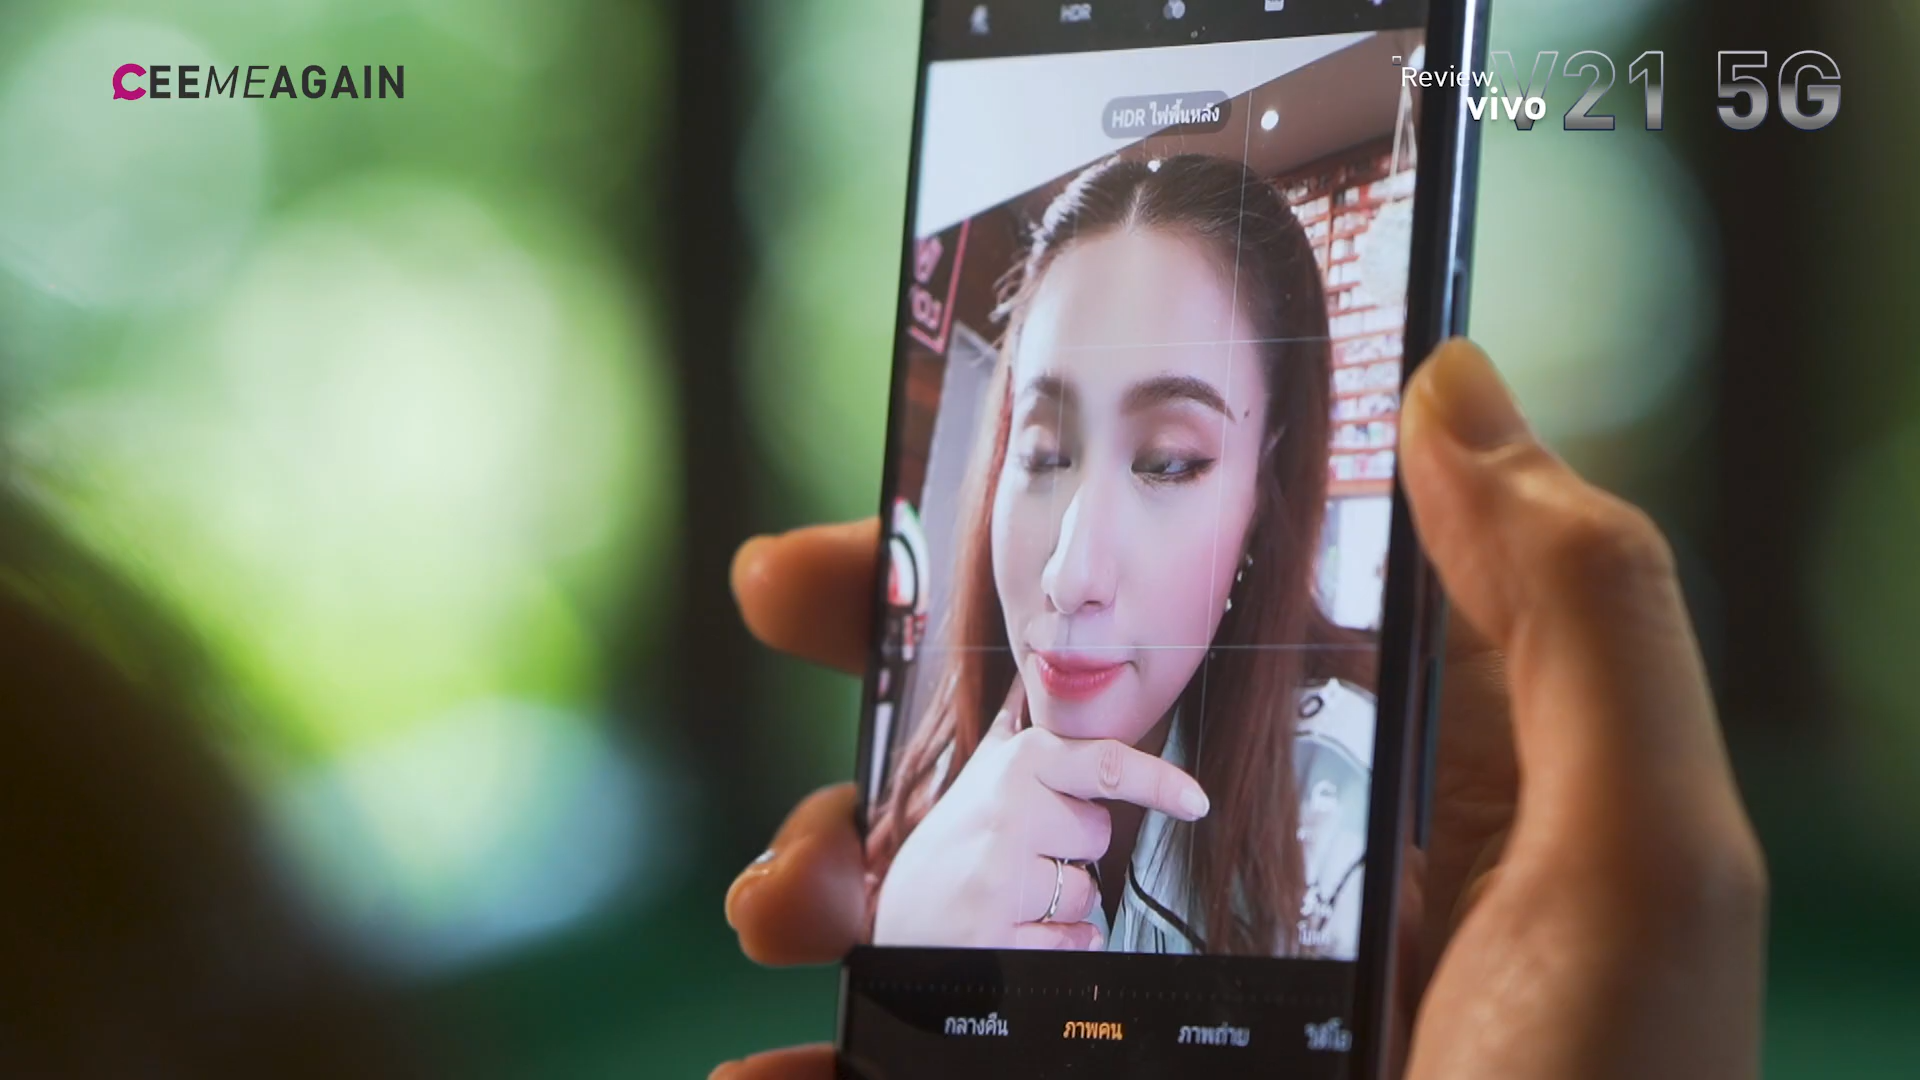 CEEMEAGAIN
Review
vivo
V21 5G
HDR
HDR ไฟพื้นหลัง
กลางคืน
ภาพคน
ภาพถ่าย
วิดีโอ